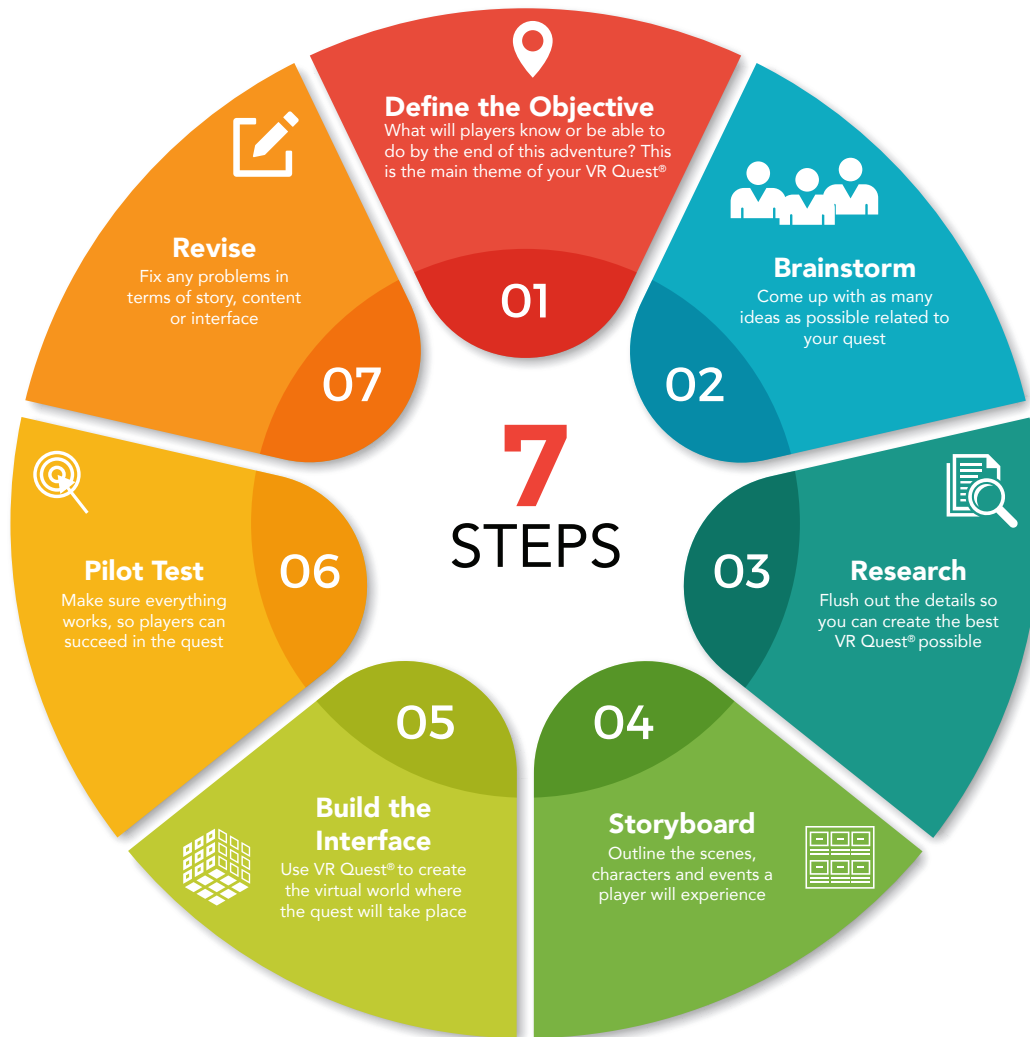 Define the Objective
What will players know or be able to
do by the end of this adventure? This
is the main theme of your VR Quest®
01
Brainstorm
Come up with as many
ideas as possible related to
your quest
02
Research
Flush out the details so
you can create the best
VR Quest® possible
03
Storyboard
Outline the scenes,
characters and events a
player will experience
04
Build the
Interface
Use VR Quest® to create
the virtual world where
the quest will take place
05
Pilot Test
Make sure everything
works, so players can
succeed in the quest
06
Revise
Fix any problems in
terms of story, content
or interface
07
7
STEPS